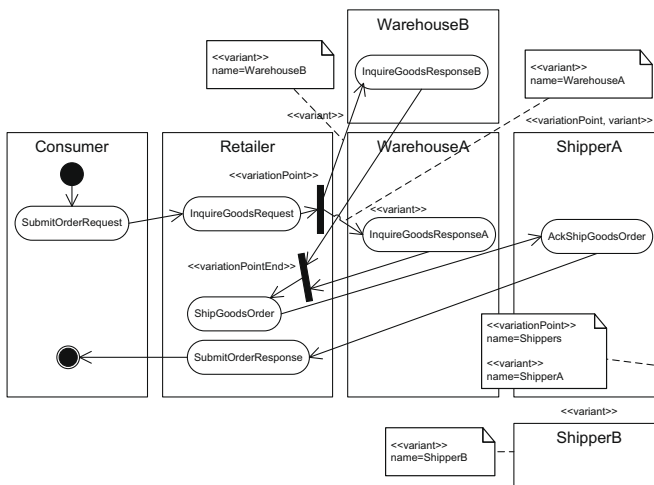 WarehouseB
<<variant>>
name=WarehouseB
InquireGoodsResponseB
<<variant>>
name=WarehouseA
<<variant>>
<<variationPoint, variant>>
Consumer
Retailer
WarehouseA
ShipperA
<<variationPoint>>
SubmitOrderRequest
InquireGoodsRequest
<<variant>>
InquireGoodsResponseA
AckShipGoodsOrder
<<variationPointEnd>>
ShipGoodsOrder
SubmitOrderResponse
<<variationPoint>>
name=Shippers
<<variant>>
name=ShipperA
<<variant>>
ShipperB
<<variant>>
name=ShipperB